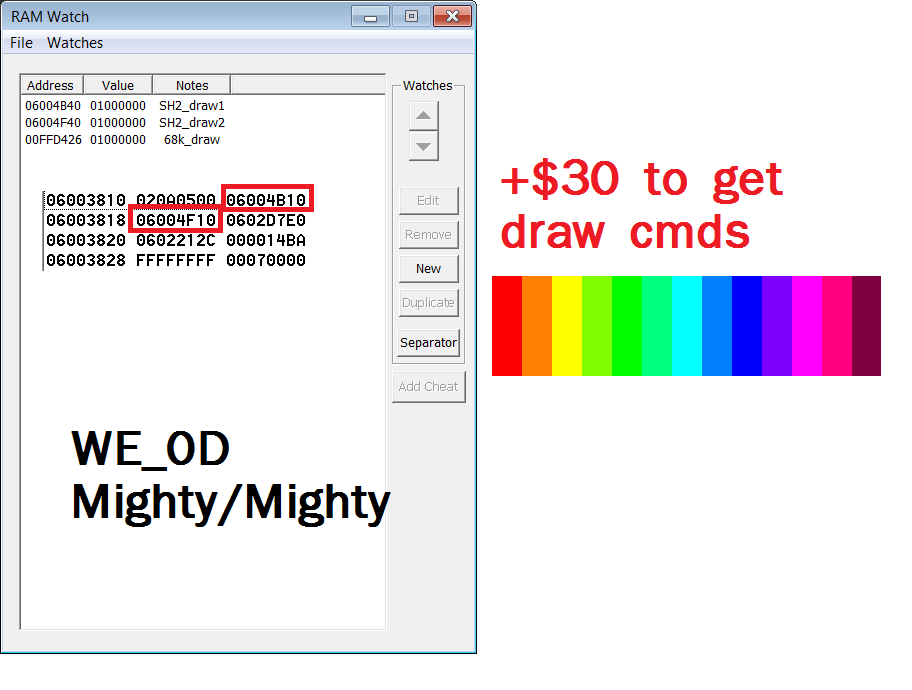 RAM Watch
File Watches
Address Value Notes
06004B40 01000000 SH2_draw1
06004F40 01000000 SH2_draw2
00FFD426 01000000 68k_draw
06003810 020A0500 06004B10
06003818 06004F10 0602D7E0
06003820 0602212C 000014BA
06003828 FFFFFFFF 00070000
WE_0D
Mighty/Mighty
Watches
Edit
Remove
New
Duplicate
Separator
Add Cheat
+$30 to get
draw cmds